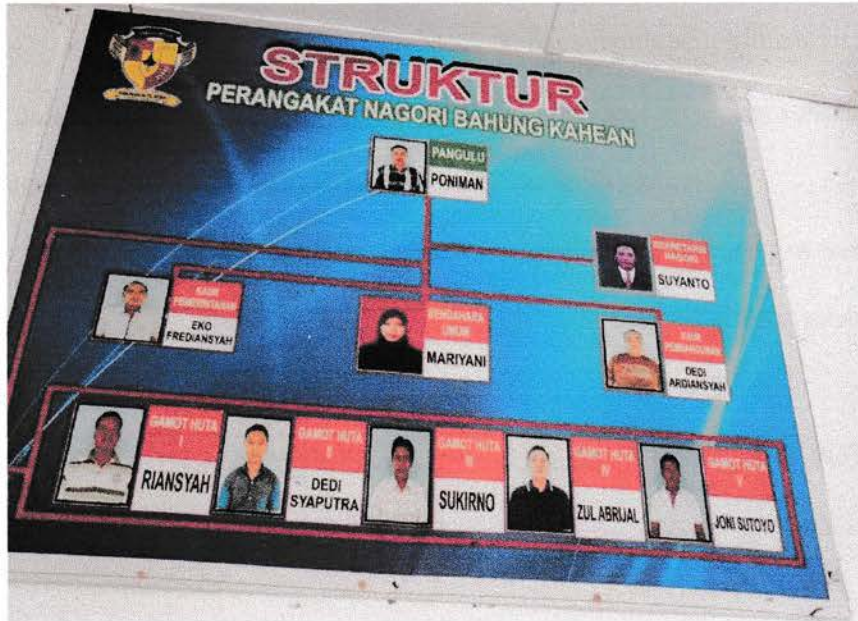 STRUKTUR
PERANGAKAT NAGORI BAHUNG KAHEAN
PANGULU
PONIMAN
SEKRETARIS
NAGORI
SUYANTO
KAUR
PEMERINTAHAN
EKO
FREDIANSYAH
BENDAHARA
UMUM
MARIYANI
KAUR
PEMBANGUNAN
DEDI
ARDIANSYAH
GAMOT HUTA
I
RIANSYAH
GAMOT HUTA
II
DEDI
SYAPUTRA
GAMOT HUTA
III
SUKIRNO
GAMOT HUTA
IV
ZUL ABRIJAL
GAMOT HUTA
V
JONI SUTOYO